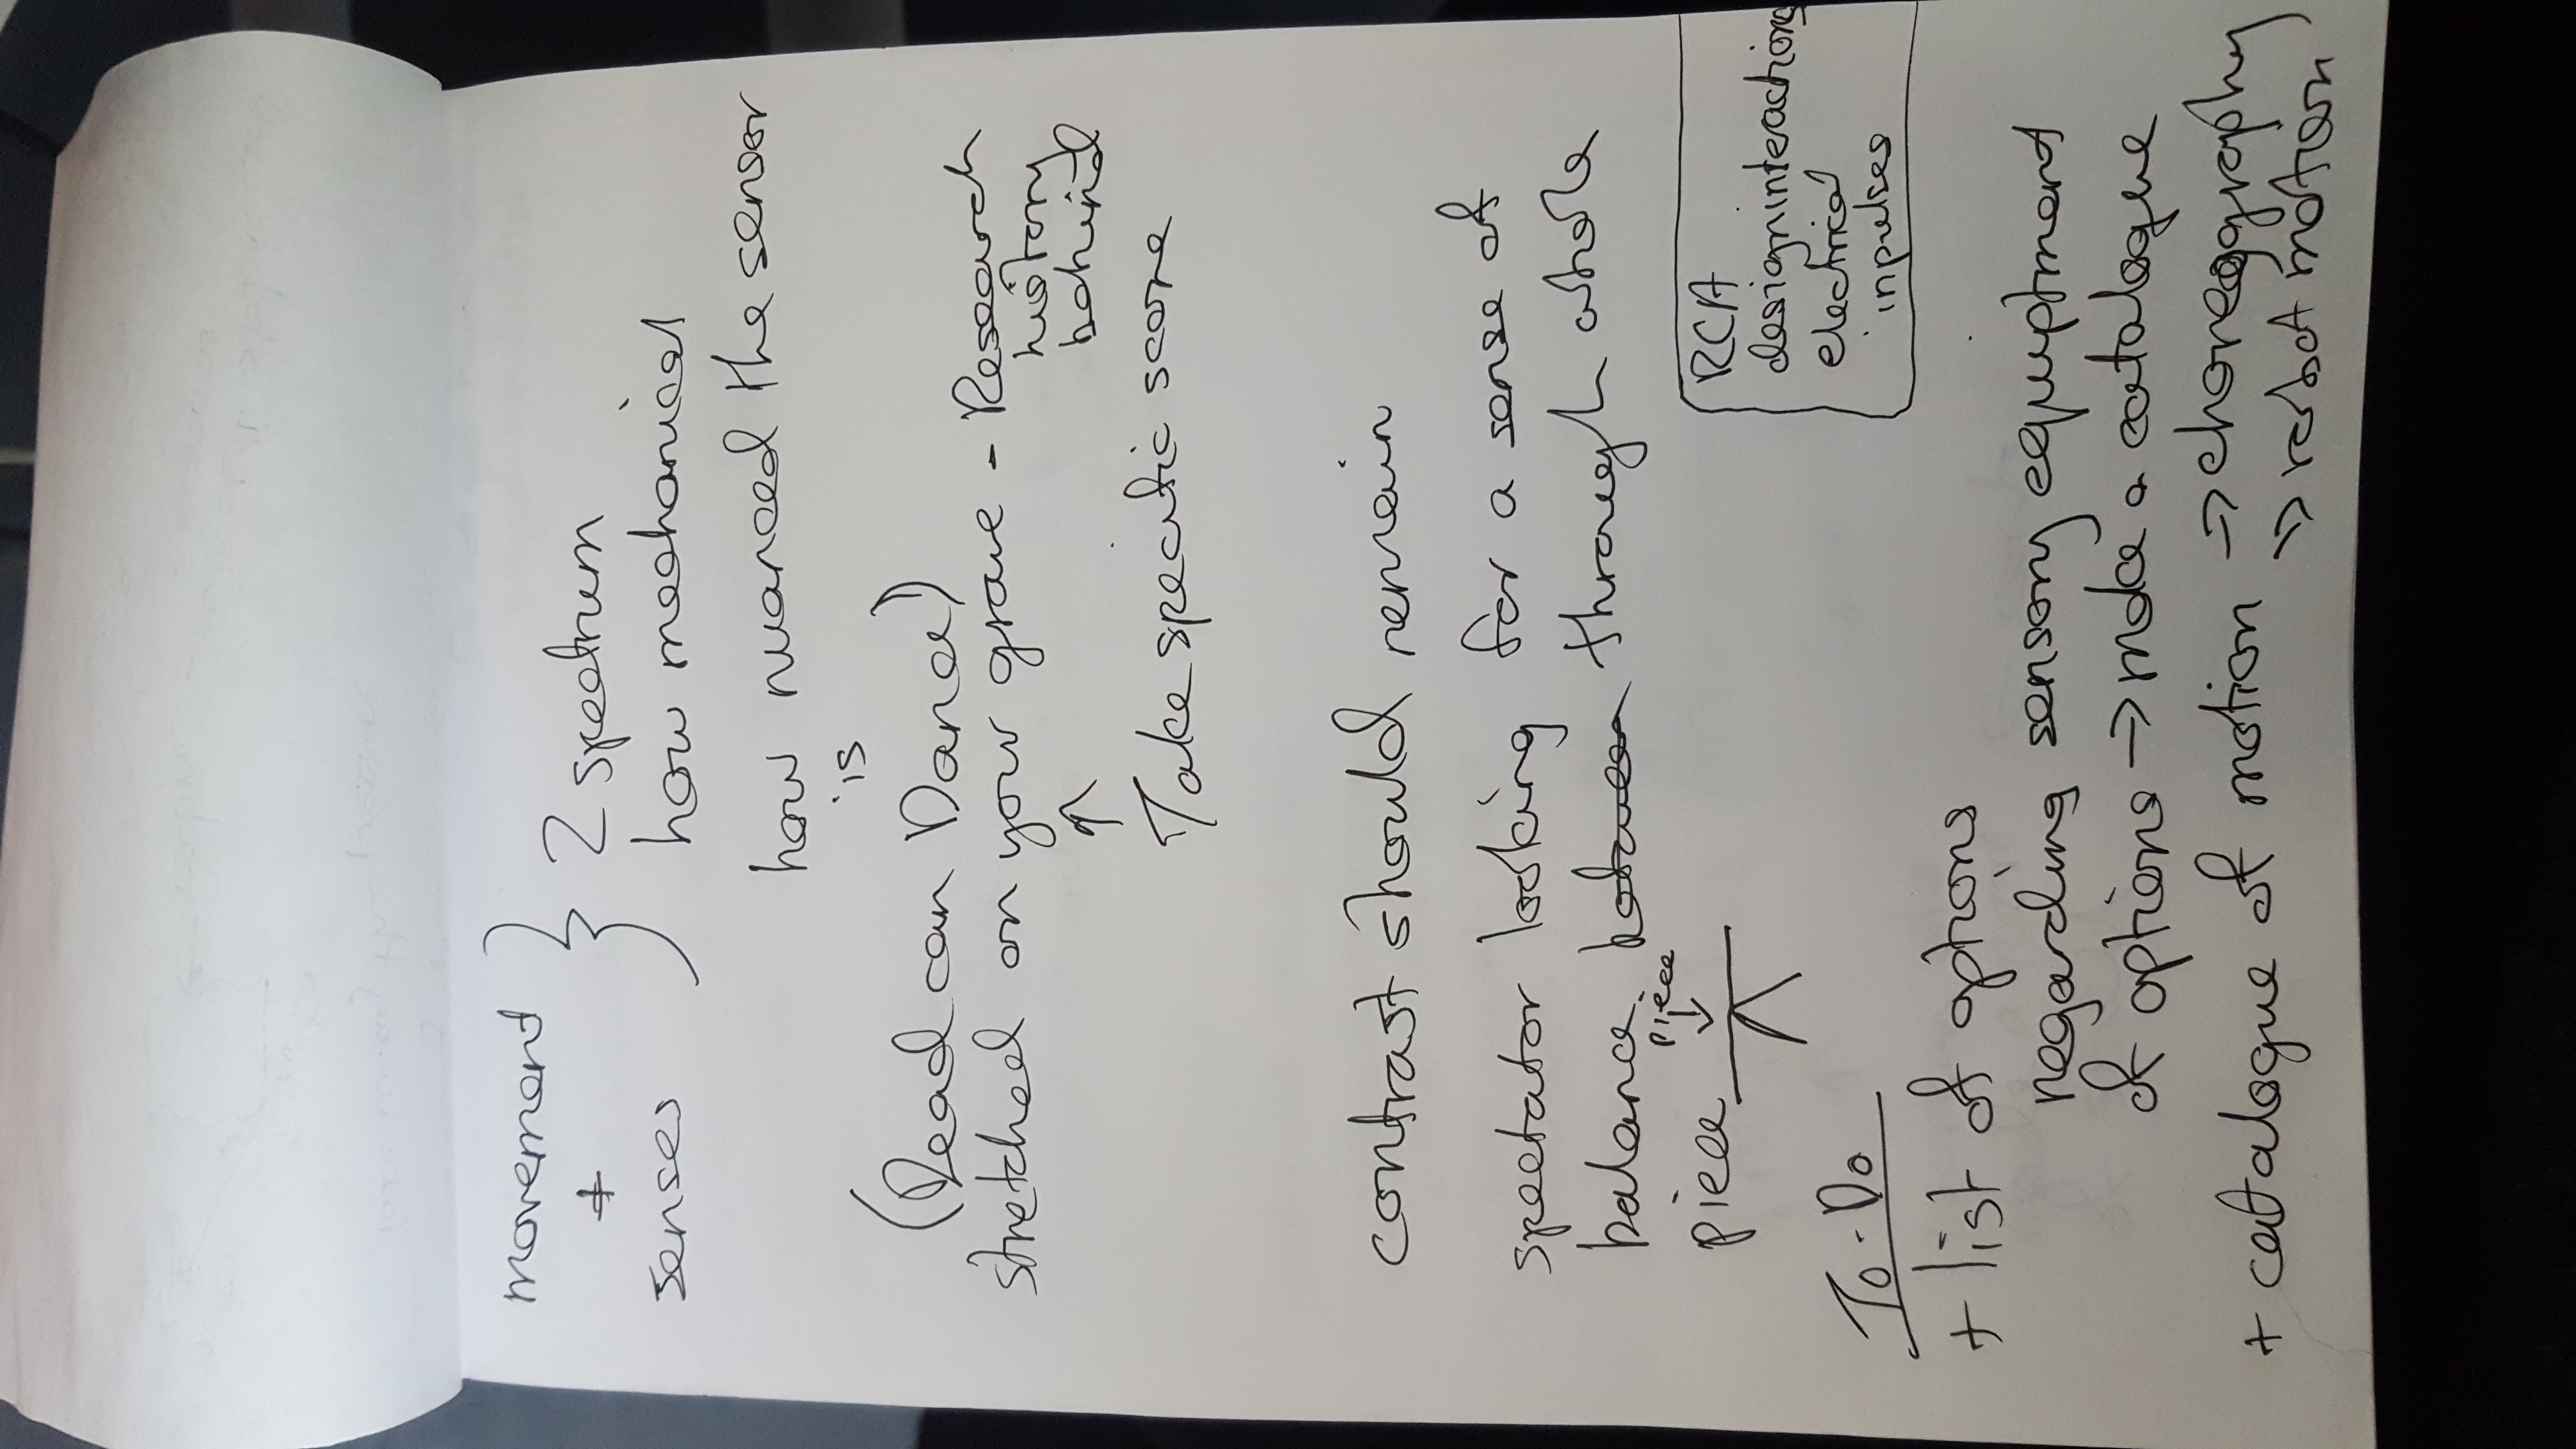 movement
+
senses
2 spectrum
how mechanical
how nuanced the sensor
is
(Dead can Dance)
stretched on your grave - Research
history
behind
↑
Take specific score
contrast should remain
spectator looking for a sense of
balance between through whole
piece
piece
RCA
designinteractions
electrical
inpulses
To-Do
+ list of options
regarding sensory equiptment
of options → make a catalogue
+ catalogue of motion → choreography
→ robot motion